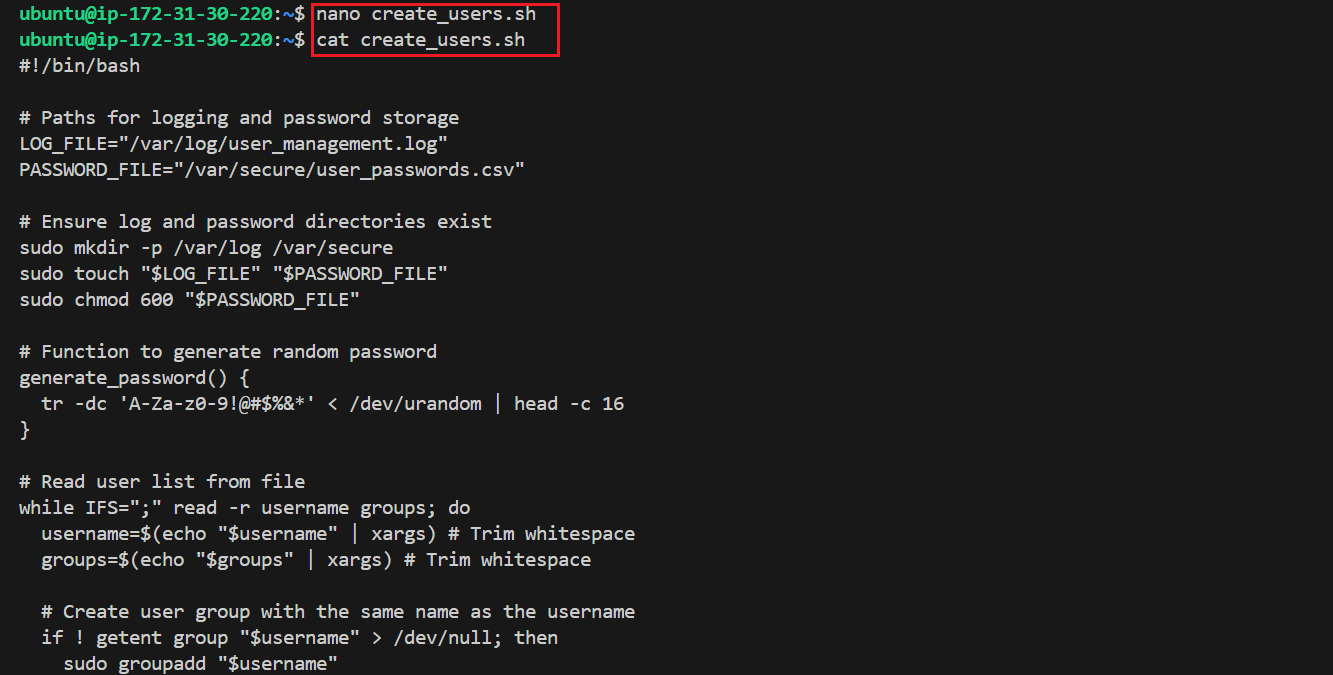 ubuntu@ip-172-31-30-220:~$ nano create_users.sh
ubuntu@ip-172-31-30-220:~$ cat create_users.sh
#!/bin/bash

# Paths for logging and password storage
LOG_FILE="/var/log/user_management.log"
PASSWORD_FILE="/var/secure/user_passwords.csv"

# Ensure log and password directories exist
sudo mkdir -p /var/log /var/secure
sudo touch "$LOG_FILE" "$PASSWORD_FILE"
sudo chmod 600 "$PASSWORD_FILE"

# Function to generate random password
generate_password() {
  tr -dc 'A-Za-z0-9!@#$%&*' < /dev/urandom | head -c 16
}

# Read user list from file
while IFS=";" read -r username groups; do
  username=$(echo "$username" | xargs) # Trim whitespace
  groups=$(echo "$groups" | xargs) # Trim whitespace

  # Create user group with the same name as the username
  if ! getent group "$username" > /dev/null; then
    sudo groupadd "$username"